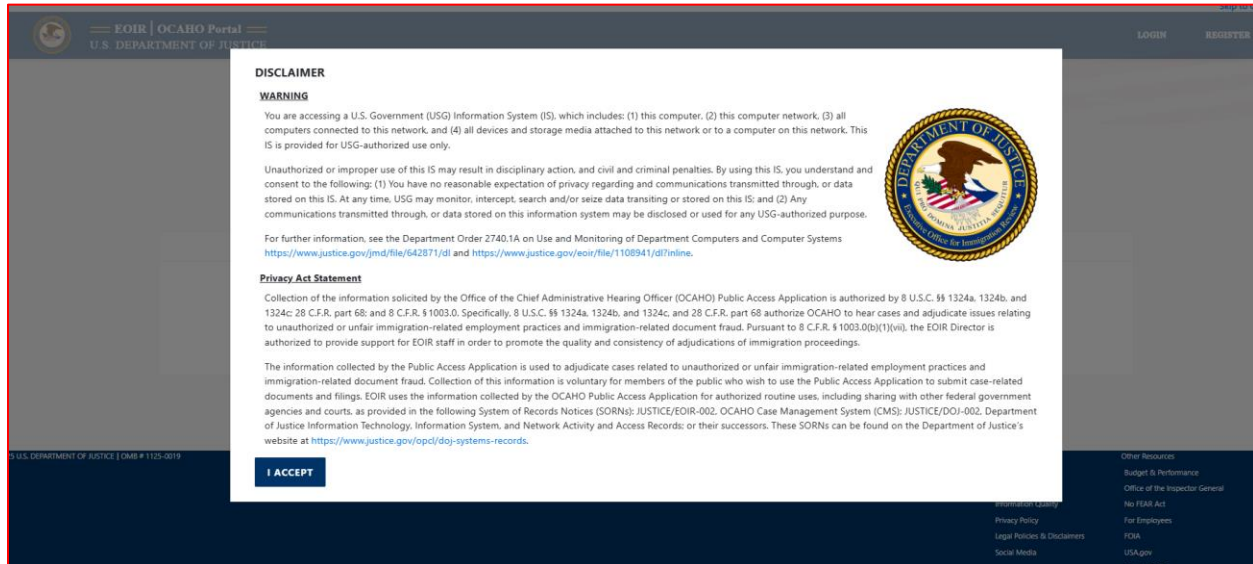 Skip to
EOIR | OCAHO Portal
U.S. DEPARTMENT OF JUSTICE
LOGIN REGISTER
DISCLAIMER
WARNING
You are accessing a U.S. Government (USG) Information System (IS), which includes: (1) this computer, (2) this computer network, (3) all
computers connected to this network, and (4) all devices and storage media attached to this network or to a computer on this network. This
IS is provided for USG-authorized use only.
Unauthorized or improper use of this IS may result in disciplinary action, and civil and criminal penalties. By using this IS, you understand and
consent to the following: (1) You have no reasonable expectation of privacy regarding and communications transmitted through, or data
stored on this IS. At any time, USG may monitor, intercept, search and/or seize data transiting or stored on this IS; and (2) Any
communications transmitted through, or data stored on this information system may be disclosed or used for any USG-authorized purpose.
For further information, see the Department Order 2740.1A on Use and Monitoring of Department Computers and Computer Systems
https://www.justice.gov/jmd/file/642871/dl and https://www.justice.gov/eoir/file/1108941/dl?inline.
DEPARTMENT OF JUSTICE
QUI PRO DOMINA JUSTITIA SEQUITUR
Executive Office for Immigration Review
Privacy Act Statement
Collection of the information solicited by the Office of the Chief Administrative Hearing Officer (OCAHO) Public Access Application is authorized by 8 U.S.C. §§ 1324a, 1324b, and
1324c; 28 C.F.R. part 68; and 8 C.F.R. § 1003.0. Specifically, 8 U.S.C. §§ 1324a, 1324b, and 1324c, and 28 C.F.R. part 68 authorize OCAHO to hear cases and adjudicate issues relating
to unauthorized or unfair immigration-related employment practices and immigration-related document fraud. Pursuant to 8 C.F.R. § 1003.0(b)(1)(vii), the EOIR Director is
authorized to provide support for EOIR staff in order to promote the quality and consistency of adjudications of immigration proceedings.
The information collected by the Public Access Application is used to adjudicate cases related to unauthorized or unfair immigration-related employment practices and
immigration-related document fraud. Collection of this information is voluntary for members of the public who wish to use the Public Access Application to submit case-related
documents and filings. EOIR uses the information collected by the OCAHO Public Access Application for authorized routine uses, including sharing with other federal government
agencies and courts, as provided in the following System of Records Notices (SORNs): JUSTICE/EOIR-002, OCAHO Case Management System (CMS); JUSTICE/DOJ-002, Department
of Justice Information Technology, Information System, and Network Activity and Access Records; or their successors. These SORNs can be found on the Department of Justice's
website at https://www.justice.gov/opcl/doj-systems-records.
I ACCEPT
U.S. DEPARTMENT OF JUSTICE | OMB # 1125-0019
Information Quality
Privacy Policy
Legal Policies & Disclaimers
Social Media
Other Resources
Budget & Performance
Office of the Inspector General
No FEAR Act
For Employees
FOIA
USA.gov